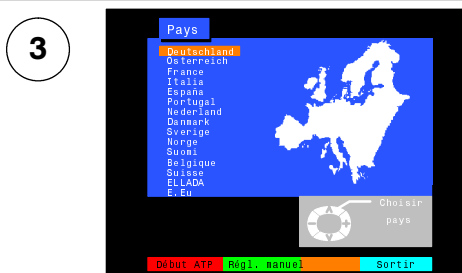 3
Pays
Deutschland
Österreich
France
Italia
España
Portugal
Nederland
Danmark
Sverige
Norge
Suomi
Belgique
Suisse
ELLADA
E.Eu
Choisir
pays
Début ATP Régl. manuel Sortir